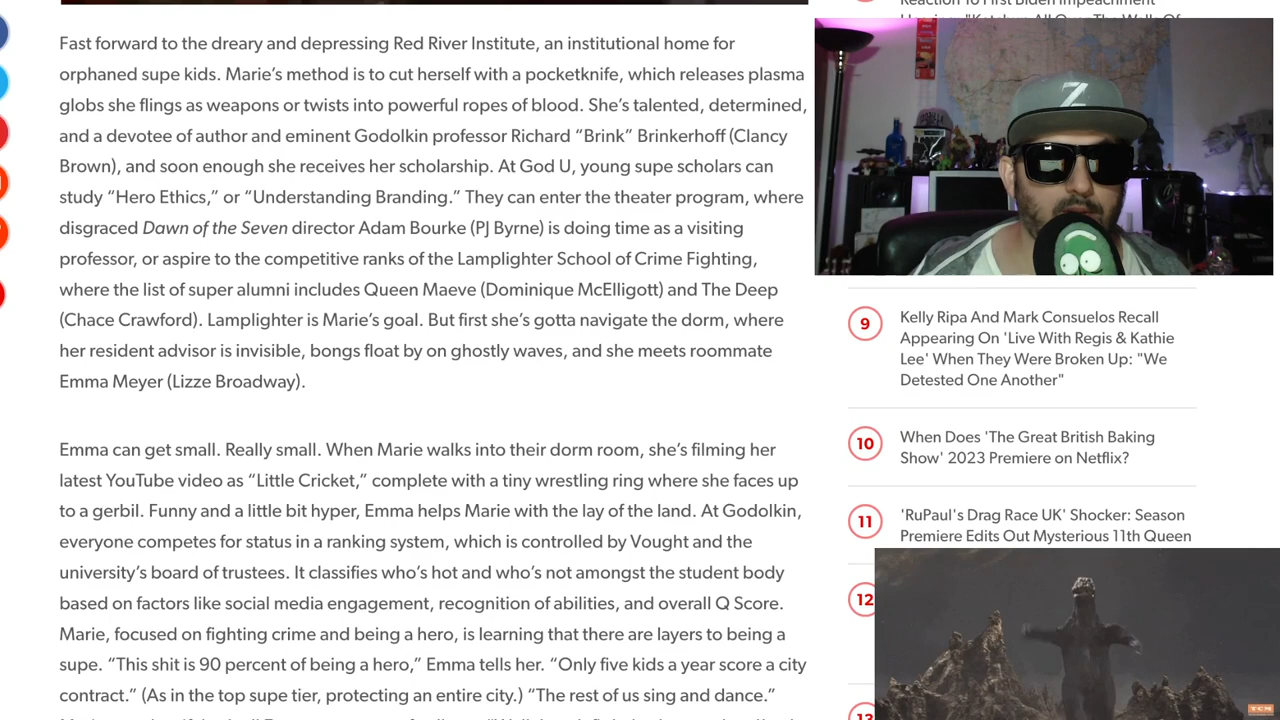 Fast forward to the dreary and depressing Red River Institute, an institutional home for
orphaned supe kids. Marie’s method is to cut herself with a pocketknife, which releases plasma
globs she flings as weapons or twists into powerful ropes of blood. She’s talented, determined,
and a devotee of author and eminent Godolkin professor Richard “Brink” Brinkerhoff (Clancy
Brown), and soon enough she receives her scholarship. At God U, young supe scholars can
study “Hero Ethics,” or “Understanding Branding.” They can enter the theater program, where
disgraced Dawn of the Seven director Adam Bourke (PJ Byrne) is doing time as a visiting
professor, or aspire to the competitive ranks of the Lamplighter School of Crime Fighting,
where the list of super alumni includes Queen Maeve (Dominique McElligott) and The Deep
(Chace Crawford). Lamplighter is Marie’s goal. But first she’s gotta navigate the dorm, where
her resident advisor is invisible, bongs float by on ghostly waves, and she meets roommate
Emma Meyer (Lizze Broadway).
Emma can get small. Really small. When Marie walks into their dorm room, she’s filming her
latest YouTube video as “Little Cricket,” complete with a tiny wrestling ring where she faces up
to a gerbil. Funny and a little bit hyper, Emma helps Marie with the lay of the land. At Godolkin,
everyone competes for status in a ranking system, which is controlled by Vought and the
university’s board of trustees. It classifies who’s hot and who’s not amongst the student body
based on factors like social media engagement, recognition of abilities, and overall Q Score.
Marie, focused on fighting crime and being a hero, is learning that there are layers to being a
supe. “This shit is 90 percent of being a hero,” Emma tells her. “Only five kids a year score a city
contract.” (As in the top supe tier, protecting an entire city.) “The rest of us sing and dance.”
Reaction To First Biden Impeachment
Z
9
Kelly Ripa And Mark Consuelos Recall
Appearing On 'Live With Regis & Kathie
Lee' When They Were Broken Up: "We
Detested One Another"
10
When Does 'The Great British Baking
Show' 2023 Premiere on Netflix?
11
'RuPaul's Drag Race UK' Shocker: Season
Premiere Edits Out Mysterious 11th Queen
12
13
TCM